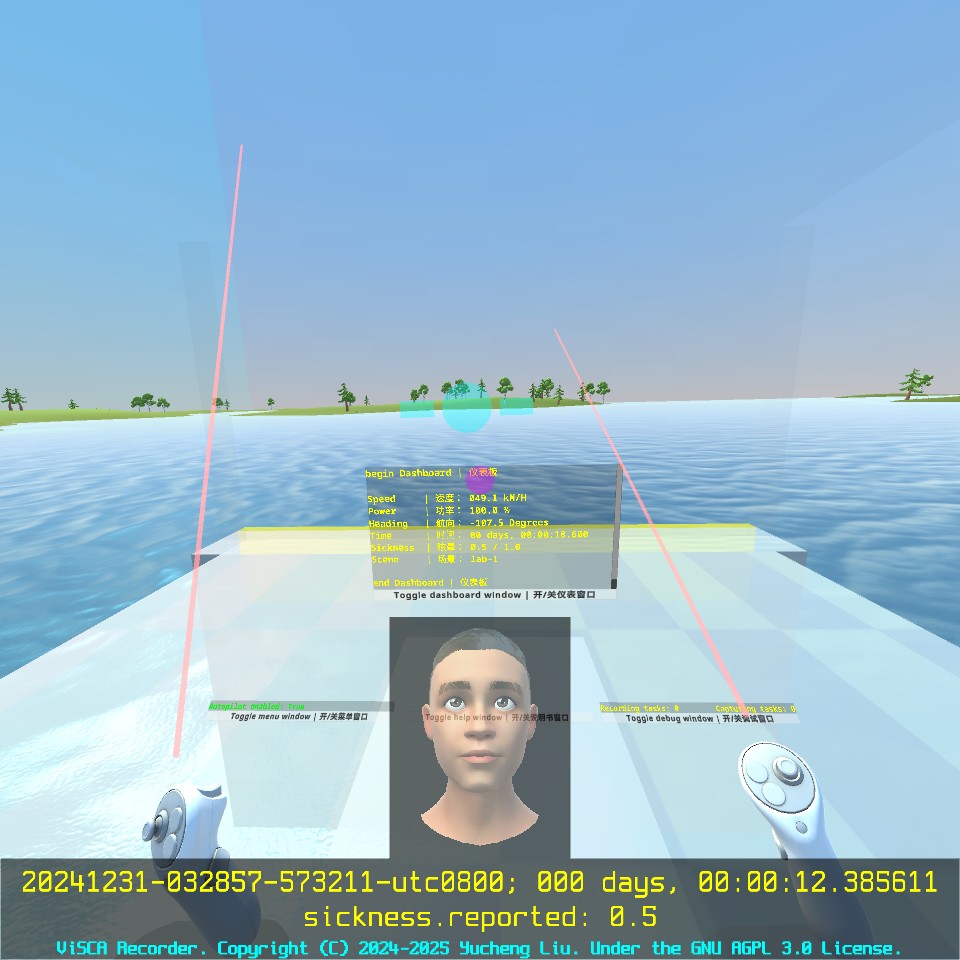 begin Dashboard | 仪表板
Speed | 速度: 049.1 kM/H
Power | 功率: 100.0 %
Heading | 航向: -107.5 Degrees
Time | 时间: 00 days, 00:00:18.600
Sickness | 眩晕: 0.5 / 1.0
Scene | 场景: lab-1
end Dashboard | 仪表板
Toggle dashboard window | 开/关仪表窗口
Autopilot enabled: True
Toggle menu window | 开/关菜单窗口
Toggle help window | 开/关说明书窗口
Recording tasks: 0 Capturing tasks: 0
Toggle debug window | 开/关调试窗口
20241231-032857-573211-utc0800; 000 days, 00:00:12.385611
sickness.reported: 0.5
ViSCA Recorder. Copyright (C) 2024-2025 Yucheng Liu. Under the GNU AGPL 3.0 License.